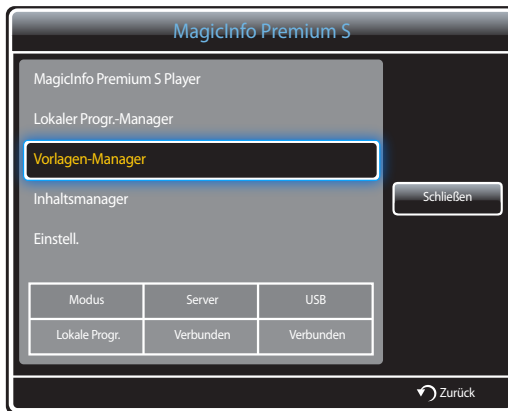 MagicInfo Premium S
MagicInfo Premium S Player
Lokaler Progr.-Manager
Vorlagen-Manager
Inhaltsmanager
Schließen
Einstell.
Modus Server USB
Lokale Progr. Verbunden Verbunden
Zurück